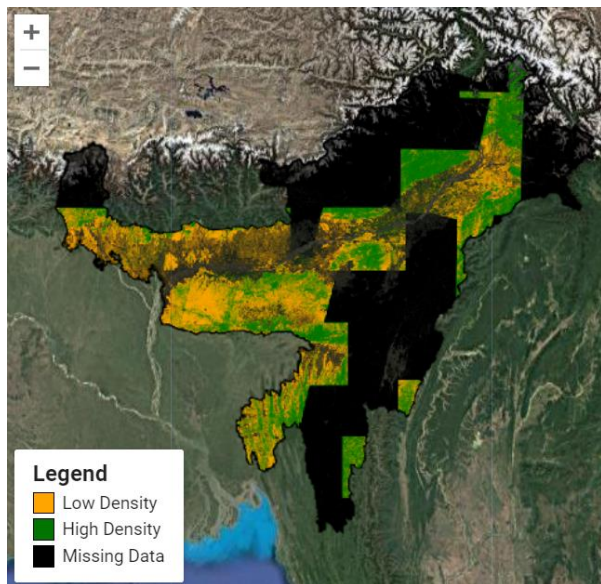 +
−
Legend
Low Density
High Density
Missing Data